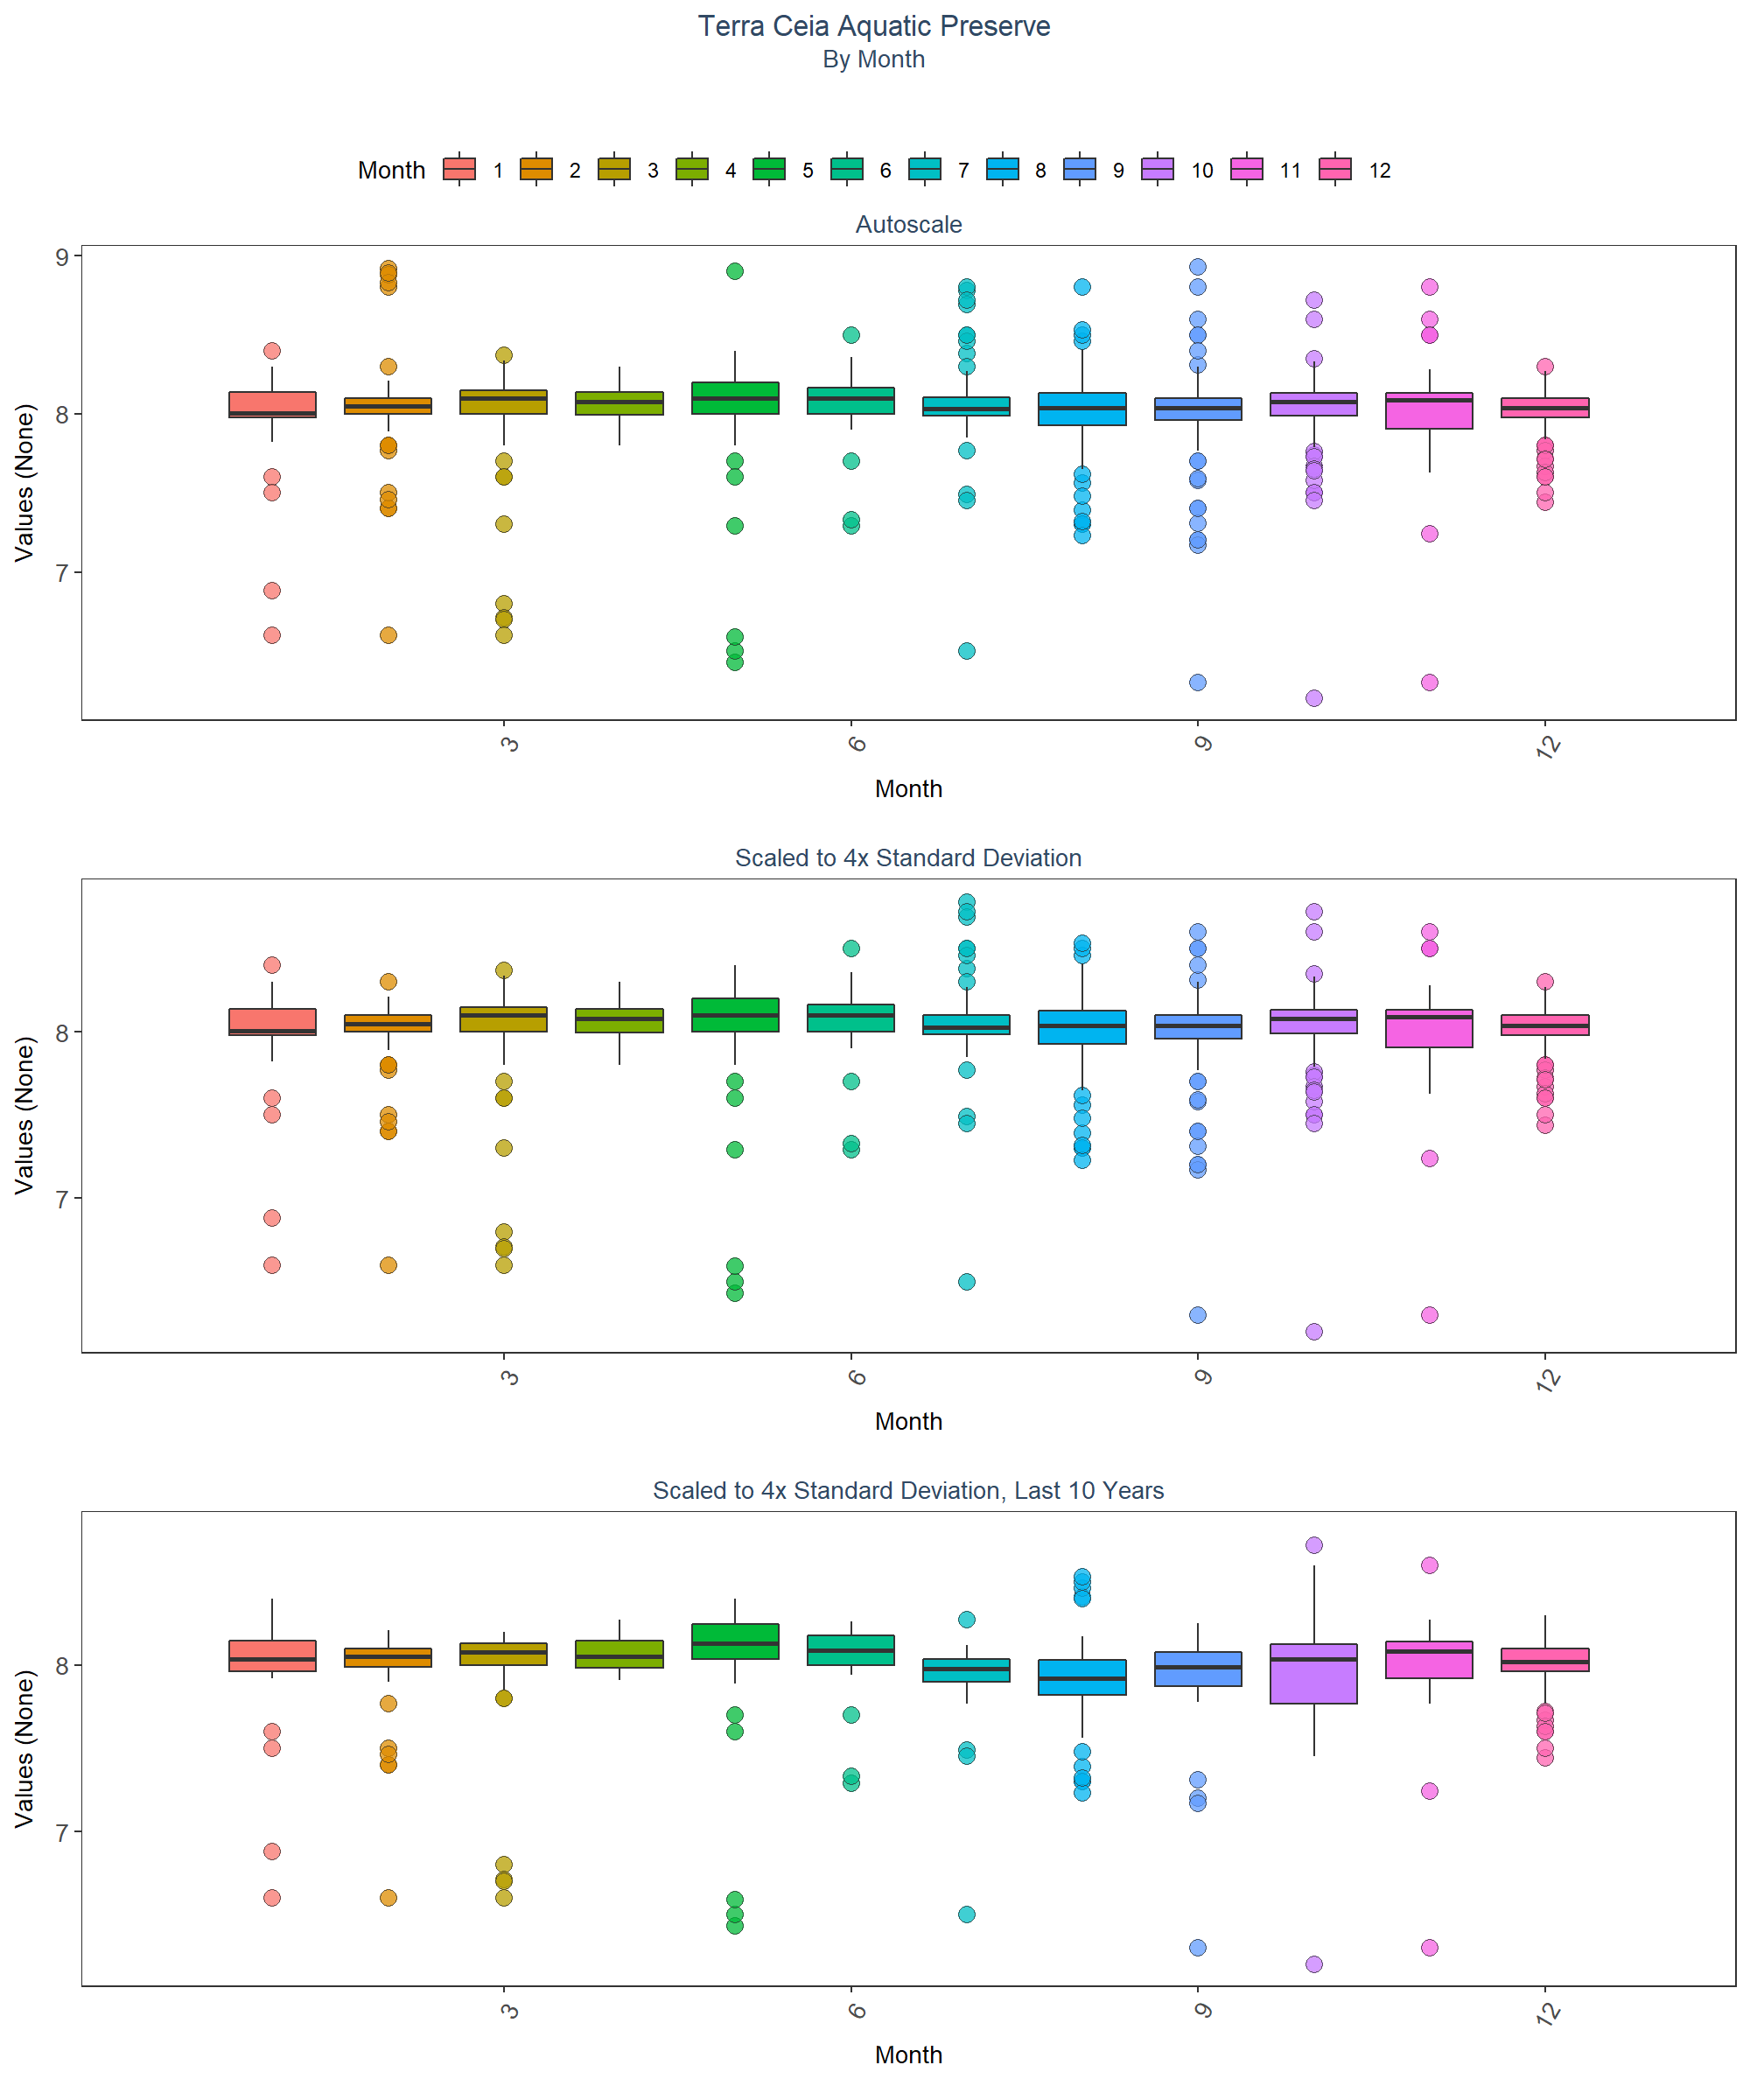 Terra Ceia Aquatic Preserve
By Month
Month 1 2 3 4 5 6 7 8 9 10 11 12
Autoscale
Values (None)
9
8
7
3 6 9 12
Month
Scaled to 4x Standard Deviation
Values (None)
8
7
3 6 9 12
Month
Scaled to 4x Standard Deviation, Last 10 Years
Values (None)
8
7
3 6 9 12
Month